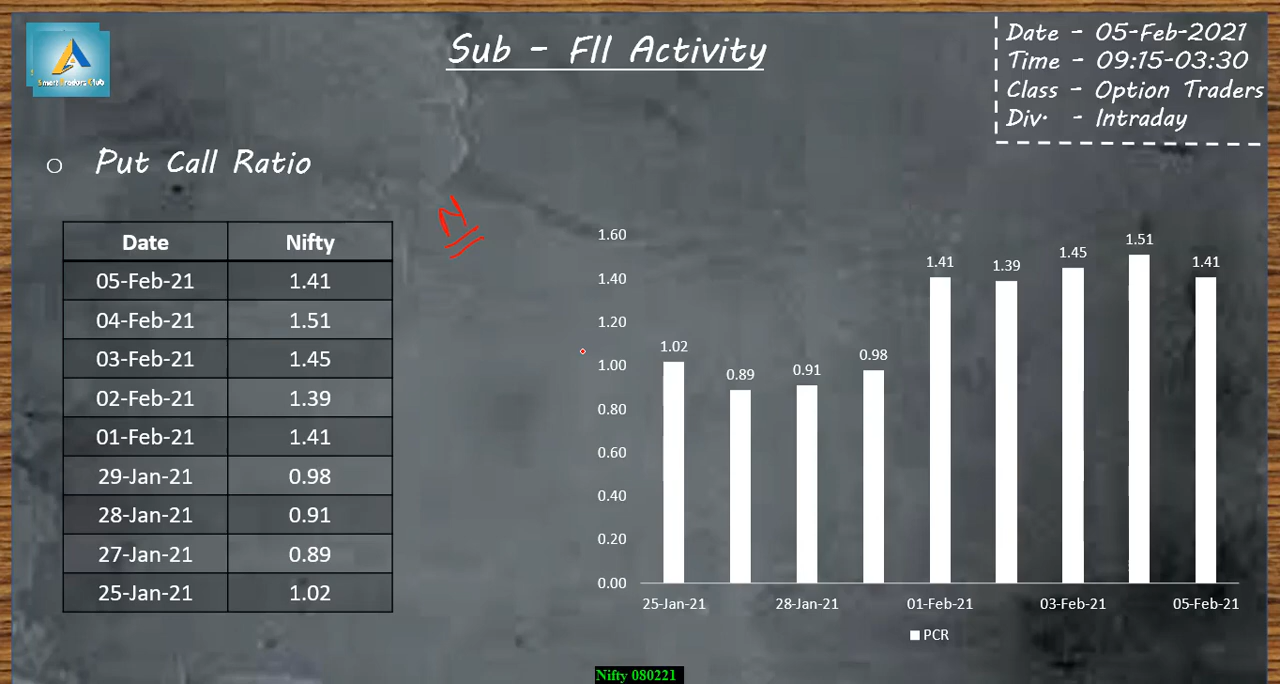 Smart Traders Club
Sub - FII Activity
Date - 05-Feb-2021
Time - 09:15-03:30
Class - Option Traders
Div. - Intraday
Put Call Ratio
Date Nifty
05-Feb-21 1.41
04-Feb-21 1.51
03-Feb-21 1.45
02-Feb-21 1.39
01-Feb-21 1.41
29-Jan-21 0.98
28-Jan-21 0.91
27-Jan-21 0.89
25-Jan-21 1.02
N
1.60
1.40
1.20
1.00
0.80
0.60
0.40
0.20
0.00
1.02 0.89 0.91 0.98 1.41 1.39 1.45 1.51 1.41
25-Jan-21 28-Jan-21 01-Feb-21 03-Feb-21 05-Feb-21
PCR
Nifty 080221